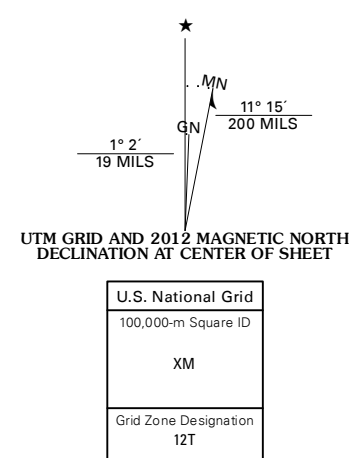 ★
MN
11° 15´
200 MILS
GN
1° 2´
19 MILS
UTM GRID AND 2012 MAGNETIC NORTH
DECLINATION AT CENTER OF SHEET
U.S. National Grid
100,000-m Square ID
XM
Grid Zone Designation
12T